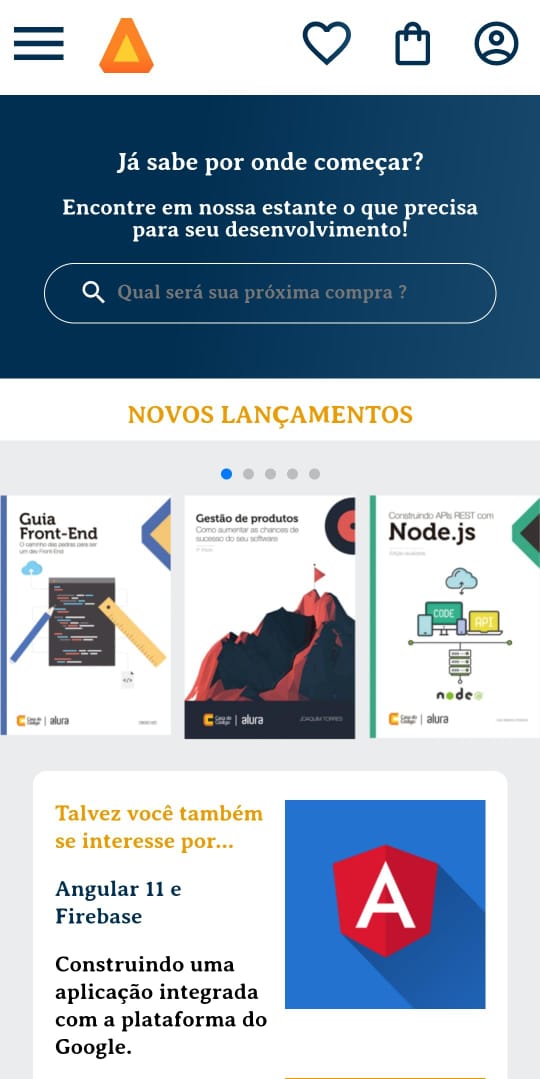 Já sabe por onde começar?
Encontre em nossa estante o que precisa
para seu desenvolvimento!
Qual será sua próxima compra ?
NOVOS LANÇAMENTOS
Guia
Front-End
O caminho das pedras para ser
um dev Front-End
</>
Casa do
Código
alura
Gestão de produtos
Como aumentar as chances de
sucesso do seu software
Casa do
Código
alura
JOAQUIM TORRES
Construindo APIs REST com
Node.js
CODE
API
node
Casa do
Código
alura
Talvez você também
se interesse por...
Angular 11 e
Firebase
Construindo uma
aplicação integrada
com a plataforma do
Google.
A